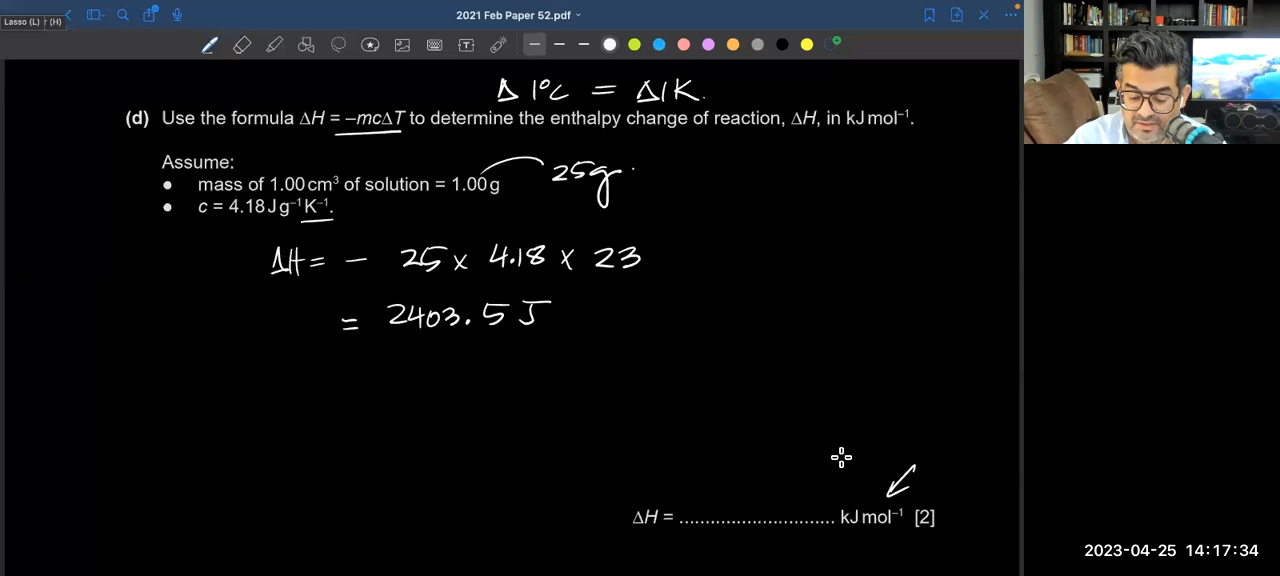 2021 Feb Paper 52.pdf
Lasso (L)
(H)
Δ 1°C = Δ1K.
(d) Use the formula ΔH = –mcΔT to determine the enthalpy change of reaction, ΔH, in kJ mol⁻¹.
Assume:
● mass of 1.00 cm³ of solution = 1.00 g
25g
● c = 4.18 J g⁻¹ K⁻¹.
ΔH = - 25 x 4.18 x 23
= 2403.5 J
ΔH = .............................. kJ mol⁻¹ [2]
2023-04-25 14:17:34